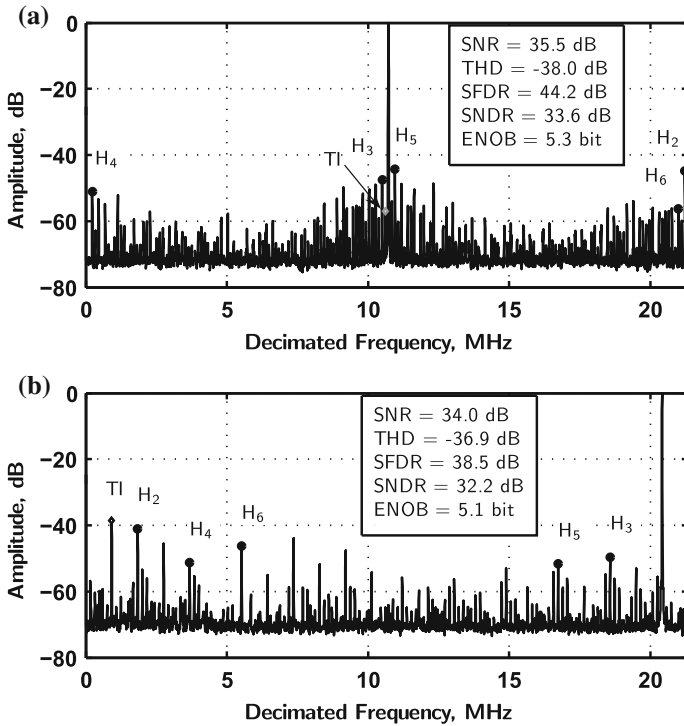 (a)
0
−20
−40
−60
−80
Amplitude, dB
SNR = 35.5 dB
THD = -38.0 dB
SFDR = 44.2 dB
SNDR = 33.6 dB
ENOB = 5.3 bit
H4
TI
H3
H5
H2
H6
0 5 10 15 20
Decimated Frequency, MHz
(b)
0
−20
−40
−60
−80
Amplitude, dB
SNR = 34.0 dB
THD = -36.9 dB
SFDR = 38.5 dB
SNDR = 32.2 dB
ENOB = 5.1 bit
TI
H2
H4
H6
H5
H3
0 5 10 15 20
Decimated Frequency, MHz